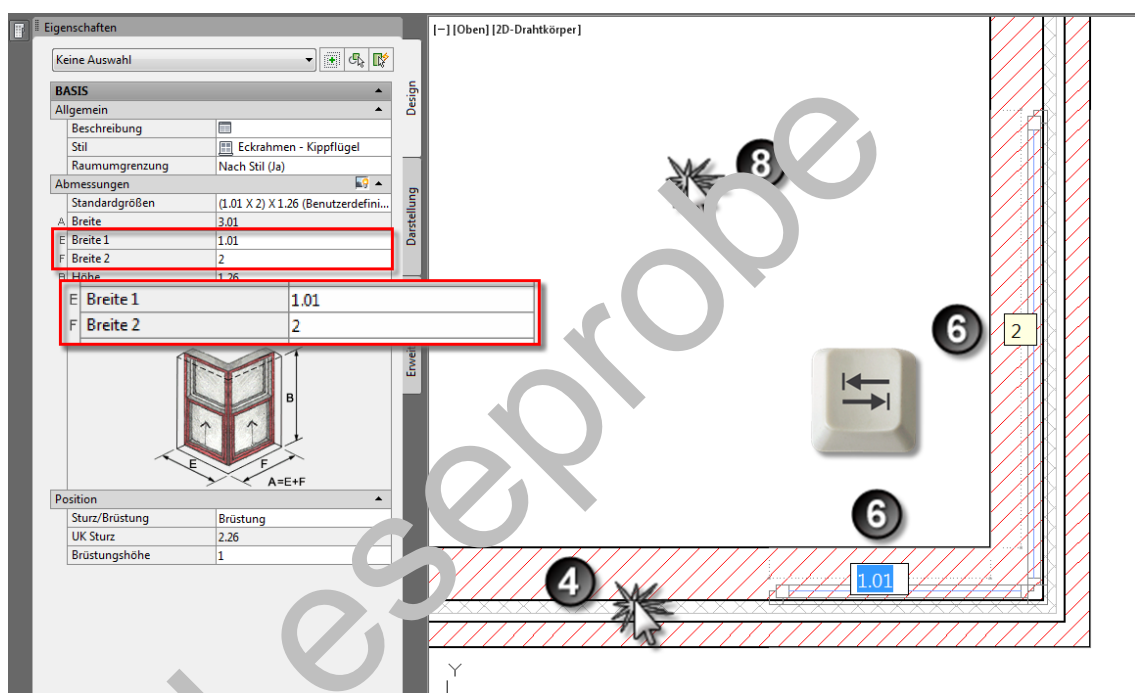 Eigenschaften
Keine Auswahl
BASIS
Allgemein
Beschreibung
Stil Eckrahmen - Kippflügel
Raumumgrenzung Nach Stil (Ja)
Abmessungen
Standardgrößen (1.01 X 2) X 1.26 (Benutzerdefini...
A Breite 3.01
E Breite 1 1.01
F Breite 2 2
B Höhe 1.26
E Breite 1 1.01
F Breite 2 2
B
E F
A=E+F
Position
Sturz/Brüstung Brüstung
UK Sturz 2.26
Brüstungshöhe 1
Design
Darstellung
Erweit
[−] [Oben] [2D-Drahtkörper]
8
6 2
6
4 1.01
Y
Leseprobe